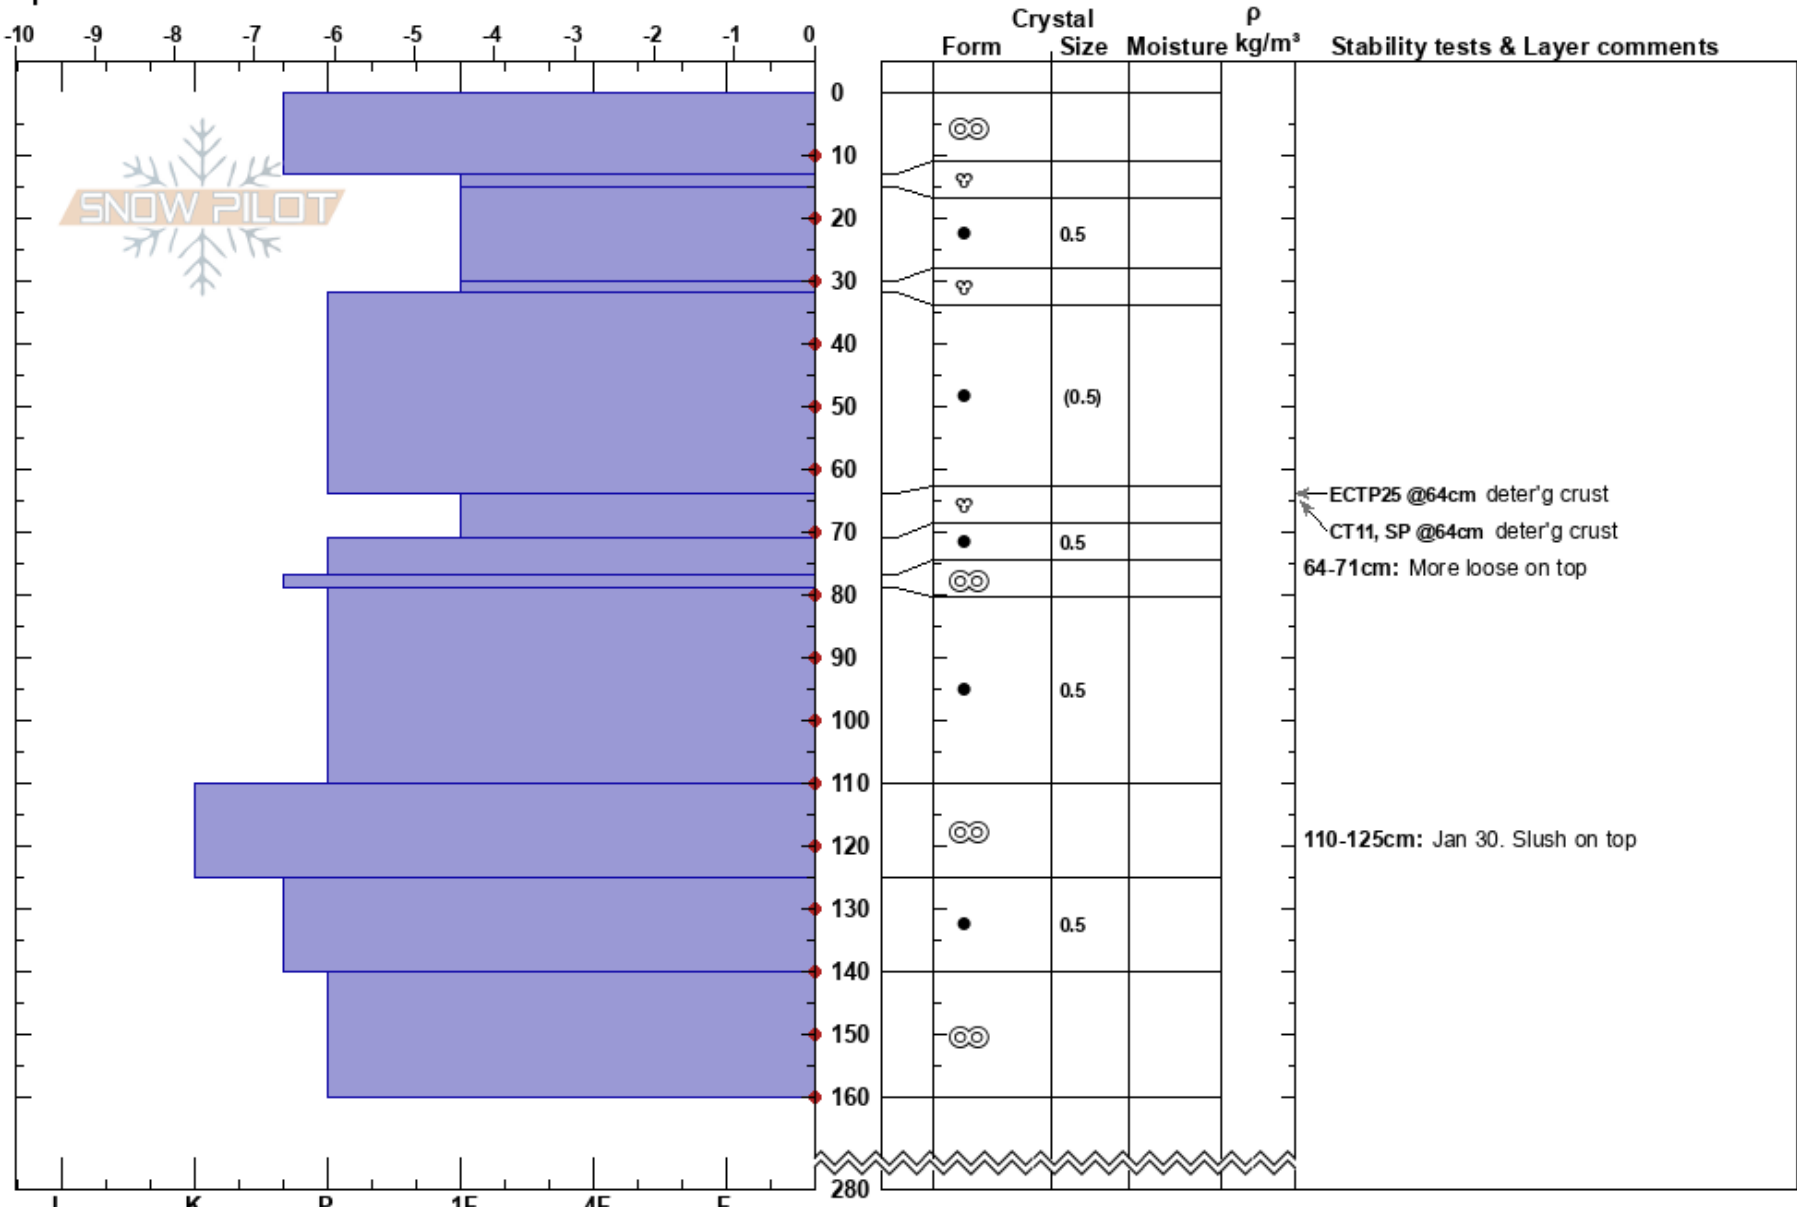 Crystal ρ
-10 -9 -8 -7 -6 -5 -4 -3 -2 -1 0
Form Size Moisture kg/m³ Stability tests & Layer comments
0
10
SNOW PILOT
20
0.5
30
40
50
(0.5)
60
ECTP25 @64cm deter'g crust
70
CT11, SP @64cm deter'g crust
0.5
64-71cm: More loose on top
80
90
0.5
100
110
120
110-125cm: Jan 30. Slush on top
130
0.5
140
150
160
280
K P 1F 4F F